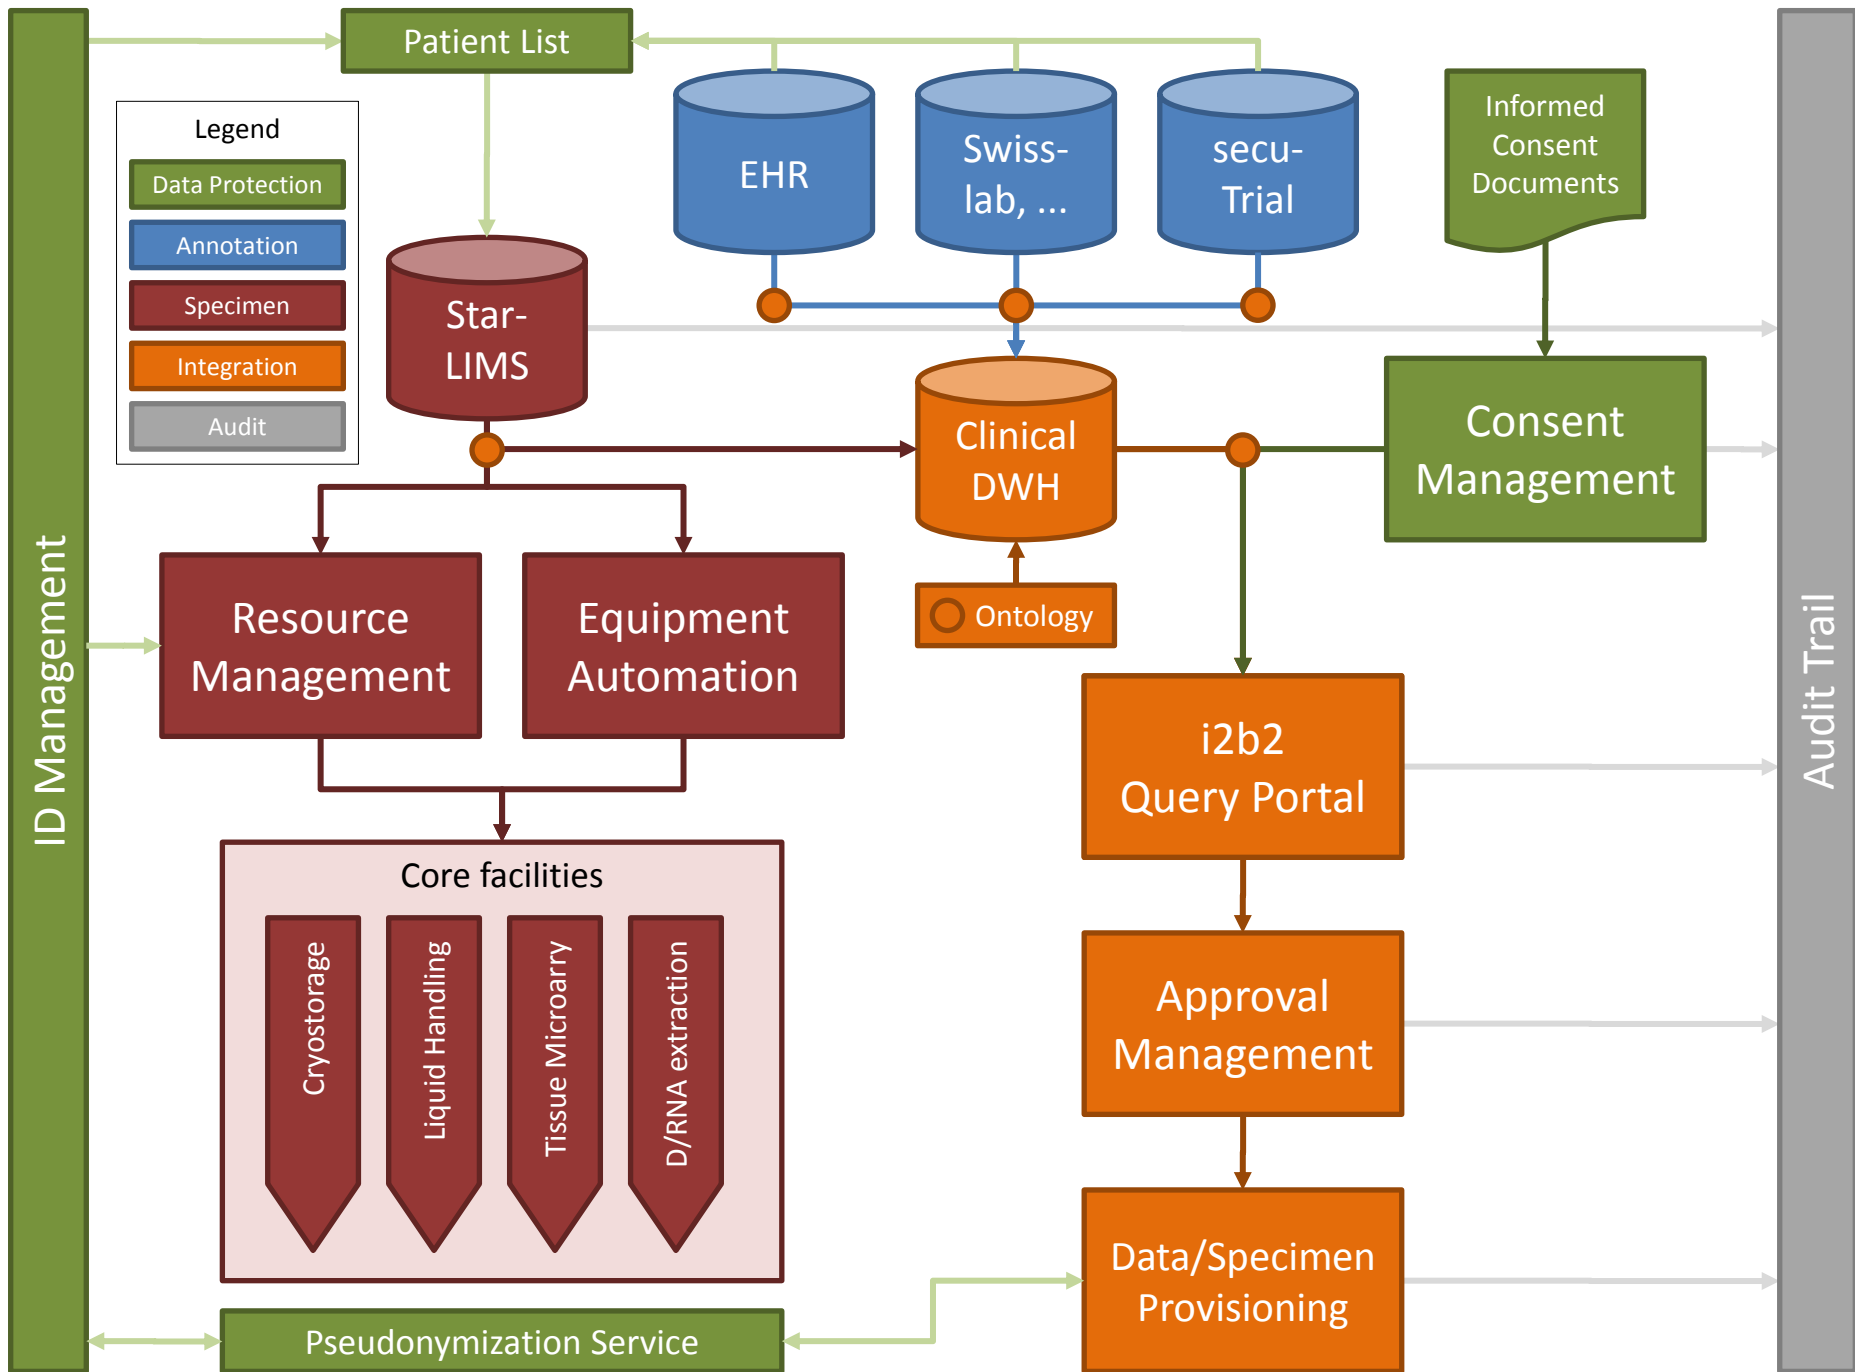 Patient List
Legend
Data Protection
Annotation
Specimen
Integration
Audit
EHR
Swiss-
lab, ...
secu-
Trial
Informed
Consent
Documents
Star-
LIMS
Clinical
DWH
Consent
Management
ID Management
Resource
Management
Equipment
Automation
Ontology
Audit Trail
i2b2
Query Portal
Core facilities
Cryostorage
Liquid Handling
Tissue Microarry
D/RNA extraction
Approval
Management
Data/Specimen
Provisioning
Pseudonymization Service